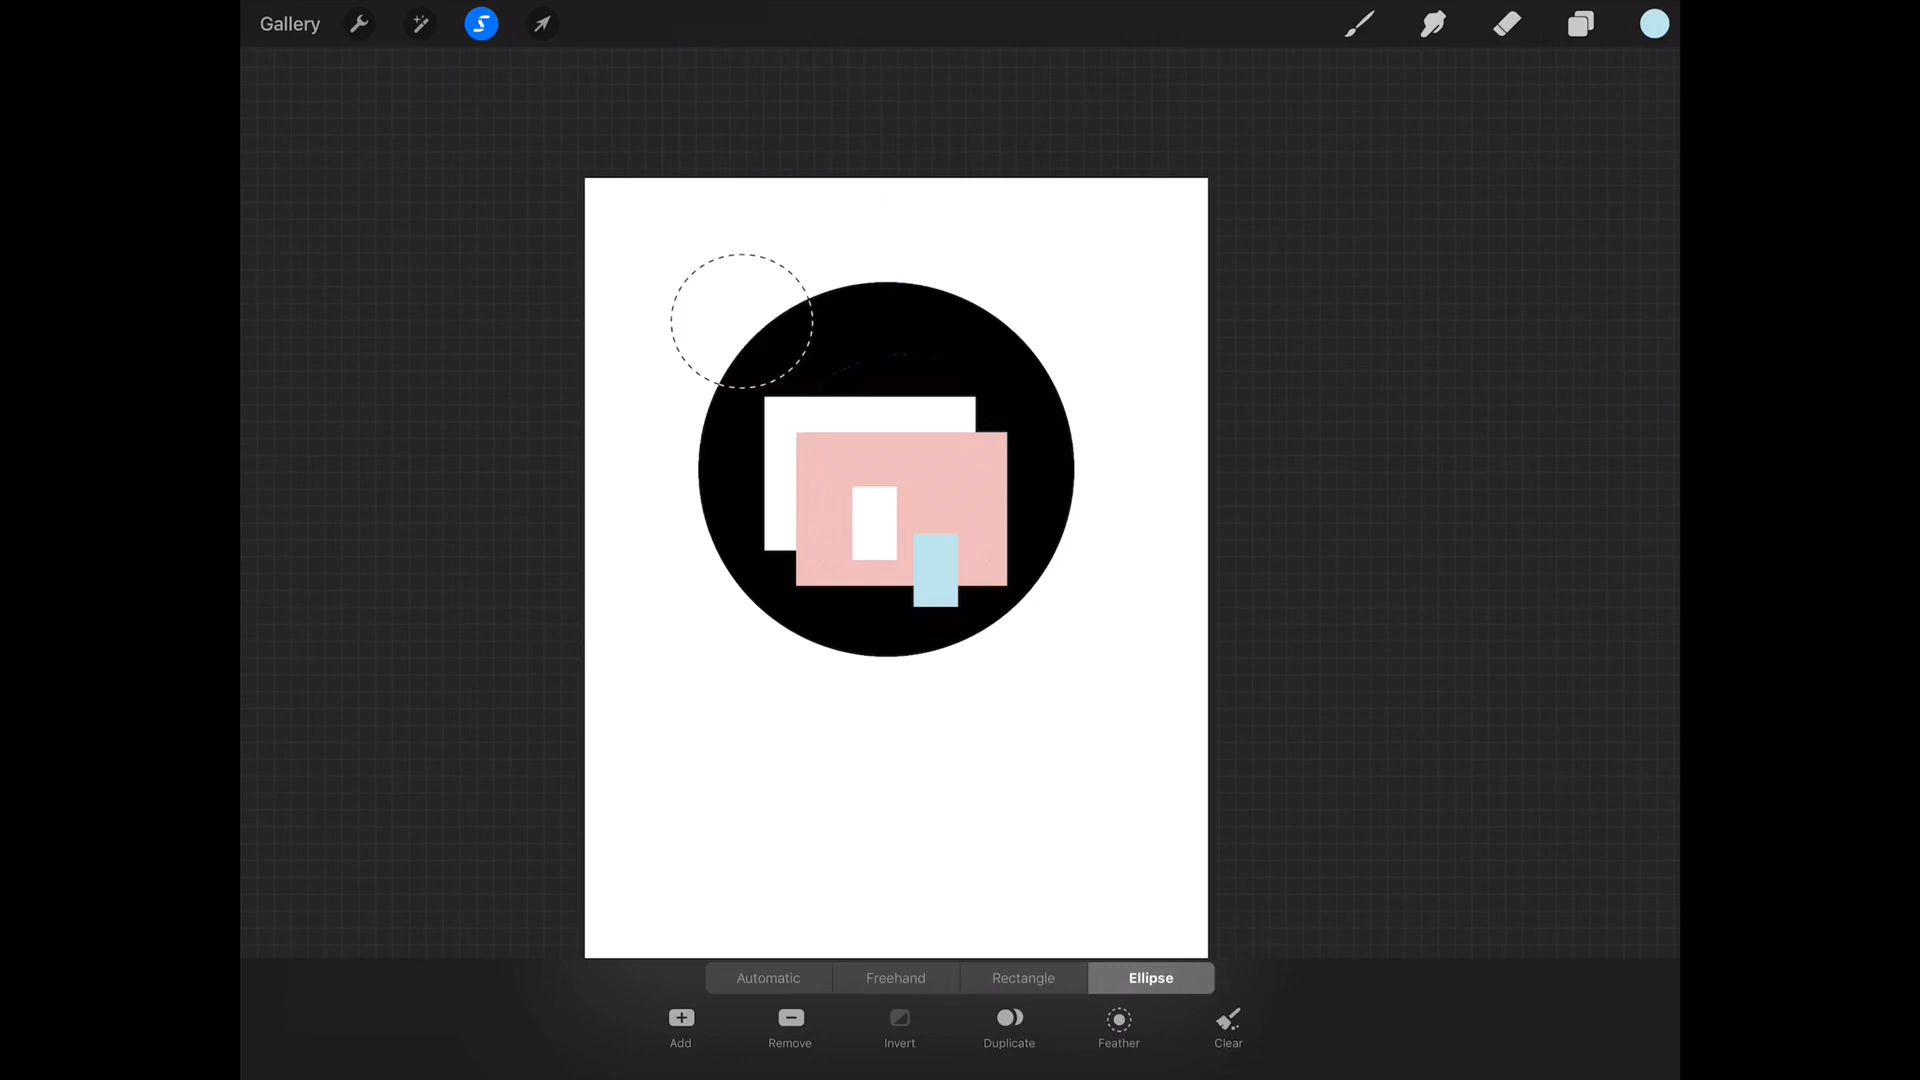 Gallery
Automatic Freehand Rectangle Ellipse
Add Remove Invert Duplicate Feather Clear